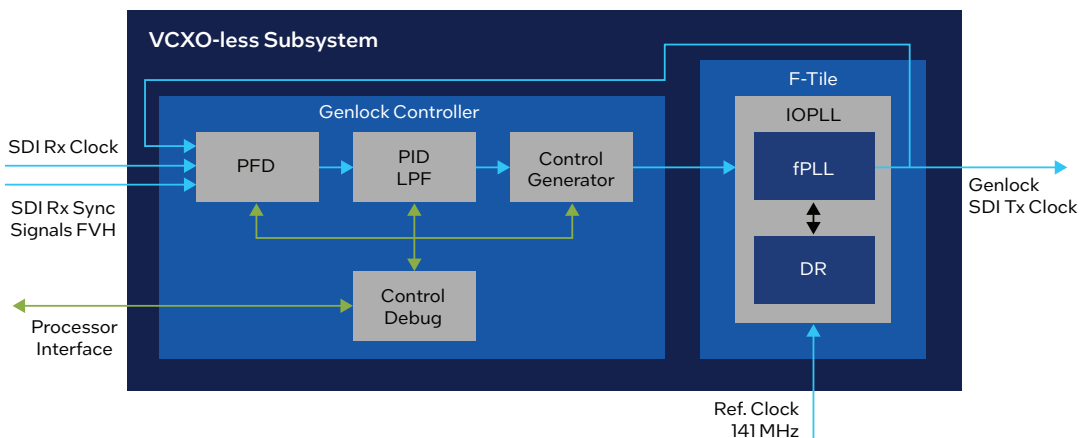 VCXO-less Subsystem
F-Tile
Genlock Controller
IOPLL
SDI Rx Clock
PFD
PID
LPF
Control
Generator
fPLL
SDI Rx Sync
Signals FVH
Genlock
SDI Tx Clock
DR
Control
Debug
Processor
Interface
Ref. Clock
141 MHz